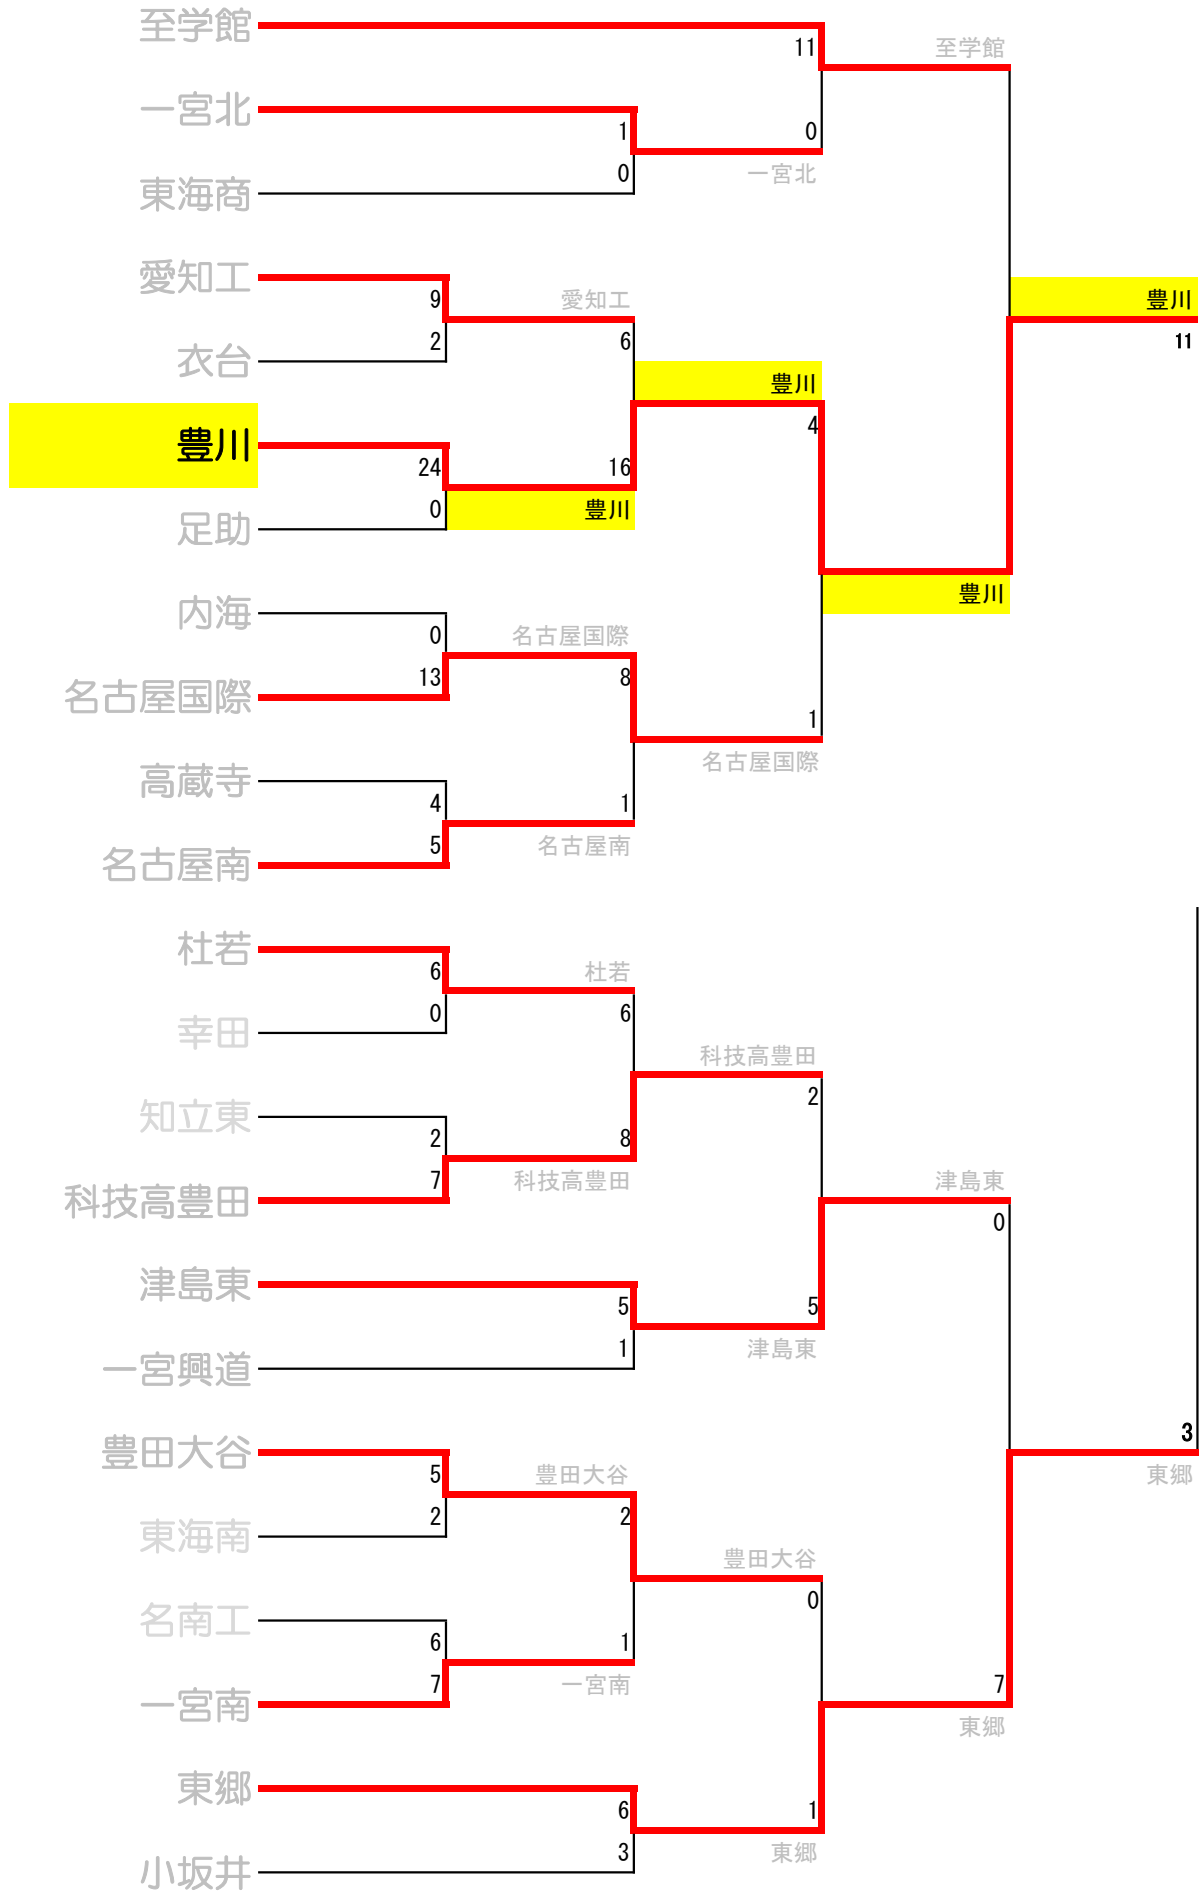 至学館
11
至学館
一宮北
1
0
0
一宮北
東海商
愛知工
9
愛知工
豊川
2
6
11
衣台
豊川
4
豊川
24
16
0
豊川
足助
豊川
内海
0
名古屋国際
13
8
名古屋国際
1
名古屋国際
高蔵寺
4
1
5
名古屋南
名古屋南
杜若
6
杜若
0
6
幸田
科技高豊田
2
知立東
2
8
7
科技高豊田
津島東
科技高豊田
0
津島東
5
5
1
津島東
一宮興道
3
豊田大谷
5
豊田大谷
東郷
2
2
東海南
豊田大谷
0
名南工
6
1
7
一宮南
7
一宮南
東郷
東郷
6
1
3
東郷
小坂井